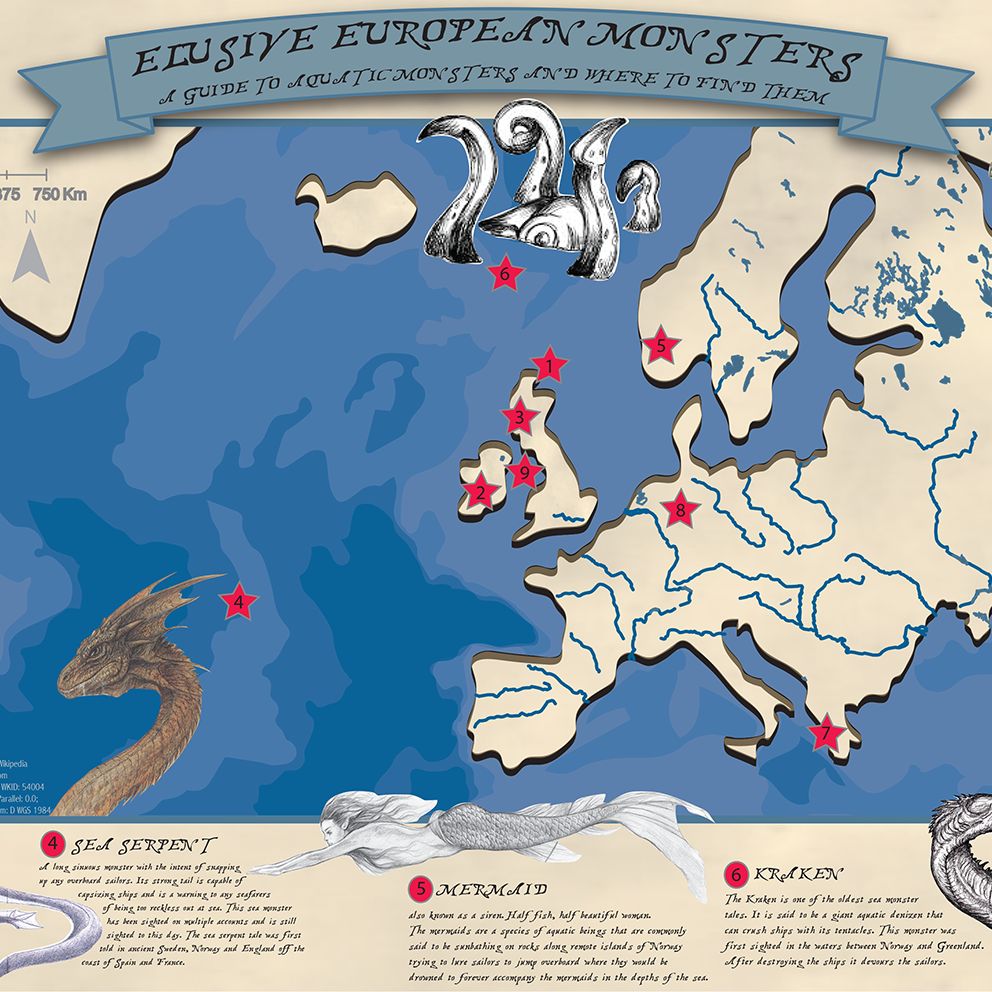 ELUSIVE EUROPEAN MONSTERS
A GUIDE TO AQUATIC MONSTERS AND WHERE TO FIND THEM
375 750 Km
N
6
5
1
3
9
2
8
4
7
Wikipedia
om
WKID: 54004
Parallel: 0.0;
m: D WGS 1984
4 SEA SERPENT
A long sinuous monster with the intent of snapping
up any overboard sailors. Its strong tail is capable of
capsizing ships and is a warning to any seafarers
of being too reckless out at sea. This sea monster
has been sighted on multiple accounts and is still
sighted to this day. The sea serpent tale was first
told in ancient Sweden, Norway and England off the
coast of Spain and France.
5 MERMAID
also known as a siren. Half fish, half beautiful woman.
The mermaids are a species of aquatic beings that are commonly
said to be sunbathing on rocks along remote islands of Norway
trying to lure sailors to jump overboard where they would be
drowned to forever accompany the mermaids in the depths of the sea.
6 KRAKEN
The Kraken is one of the oldest sea monster
tales. It is said to be a giant aquatic denizen that
can crush ships with its tentacles. This monster was
first sighted in the waters between Norway and Greenland.
After destroying the ships it devours the sailors.